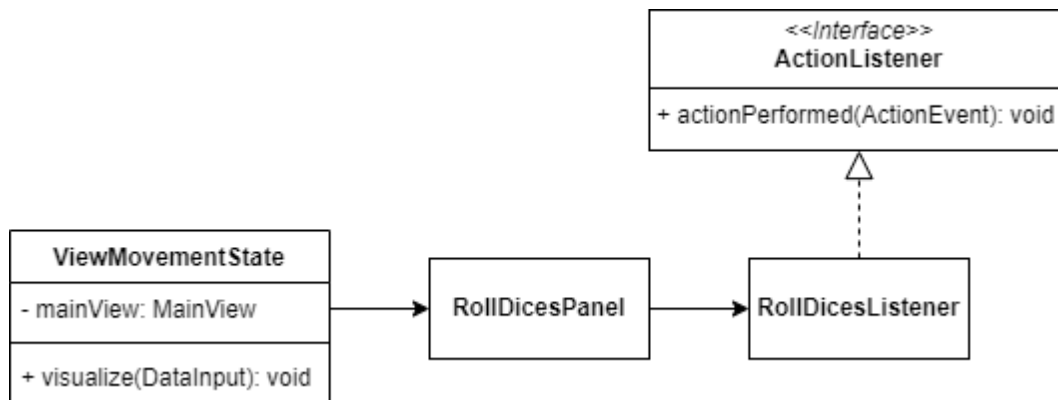 <<Interface>>
ActionListener
+ actionPerformed(ActionEvent): void
ViewMovementState
- mainView: MainView
+ visualize(DataInput): void
RollDicesPanel
RollDicesListener